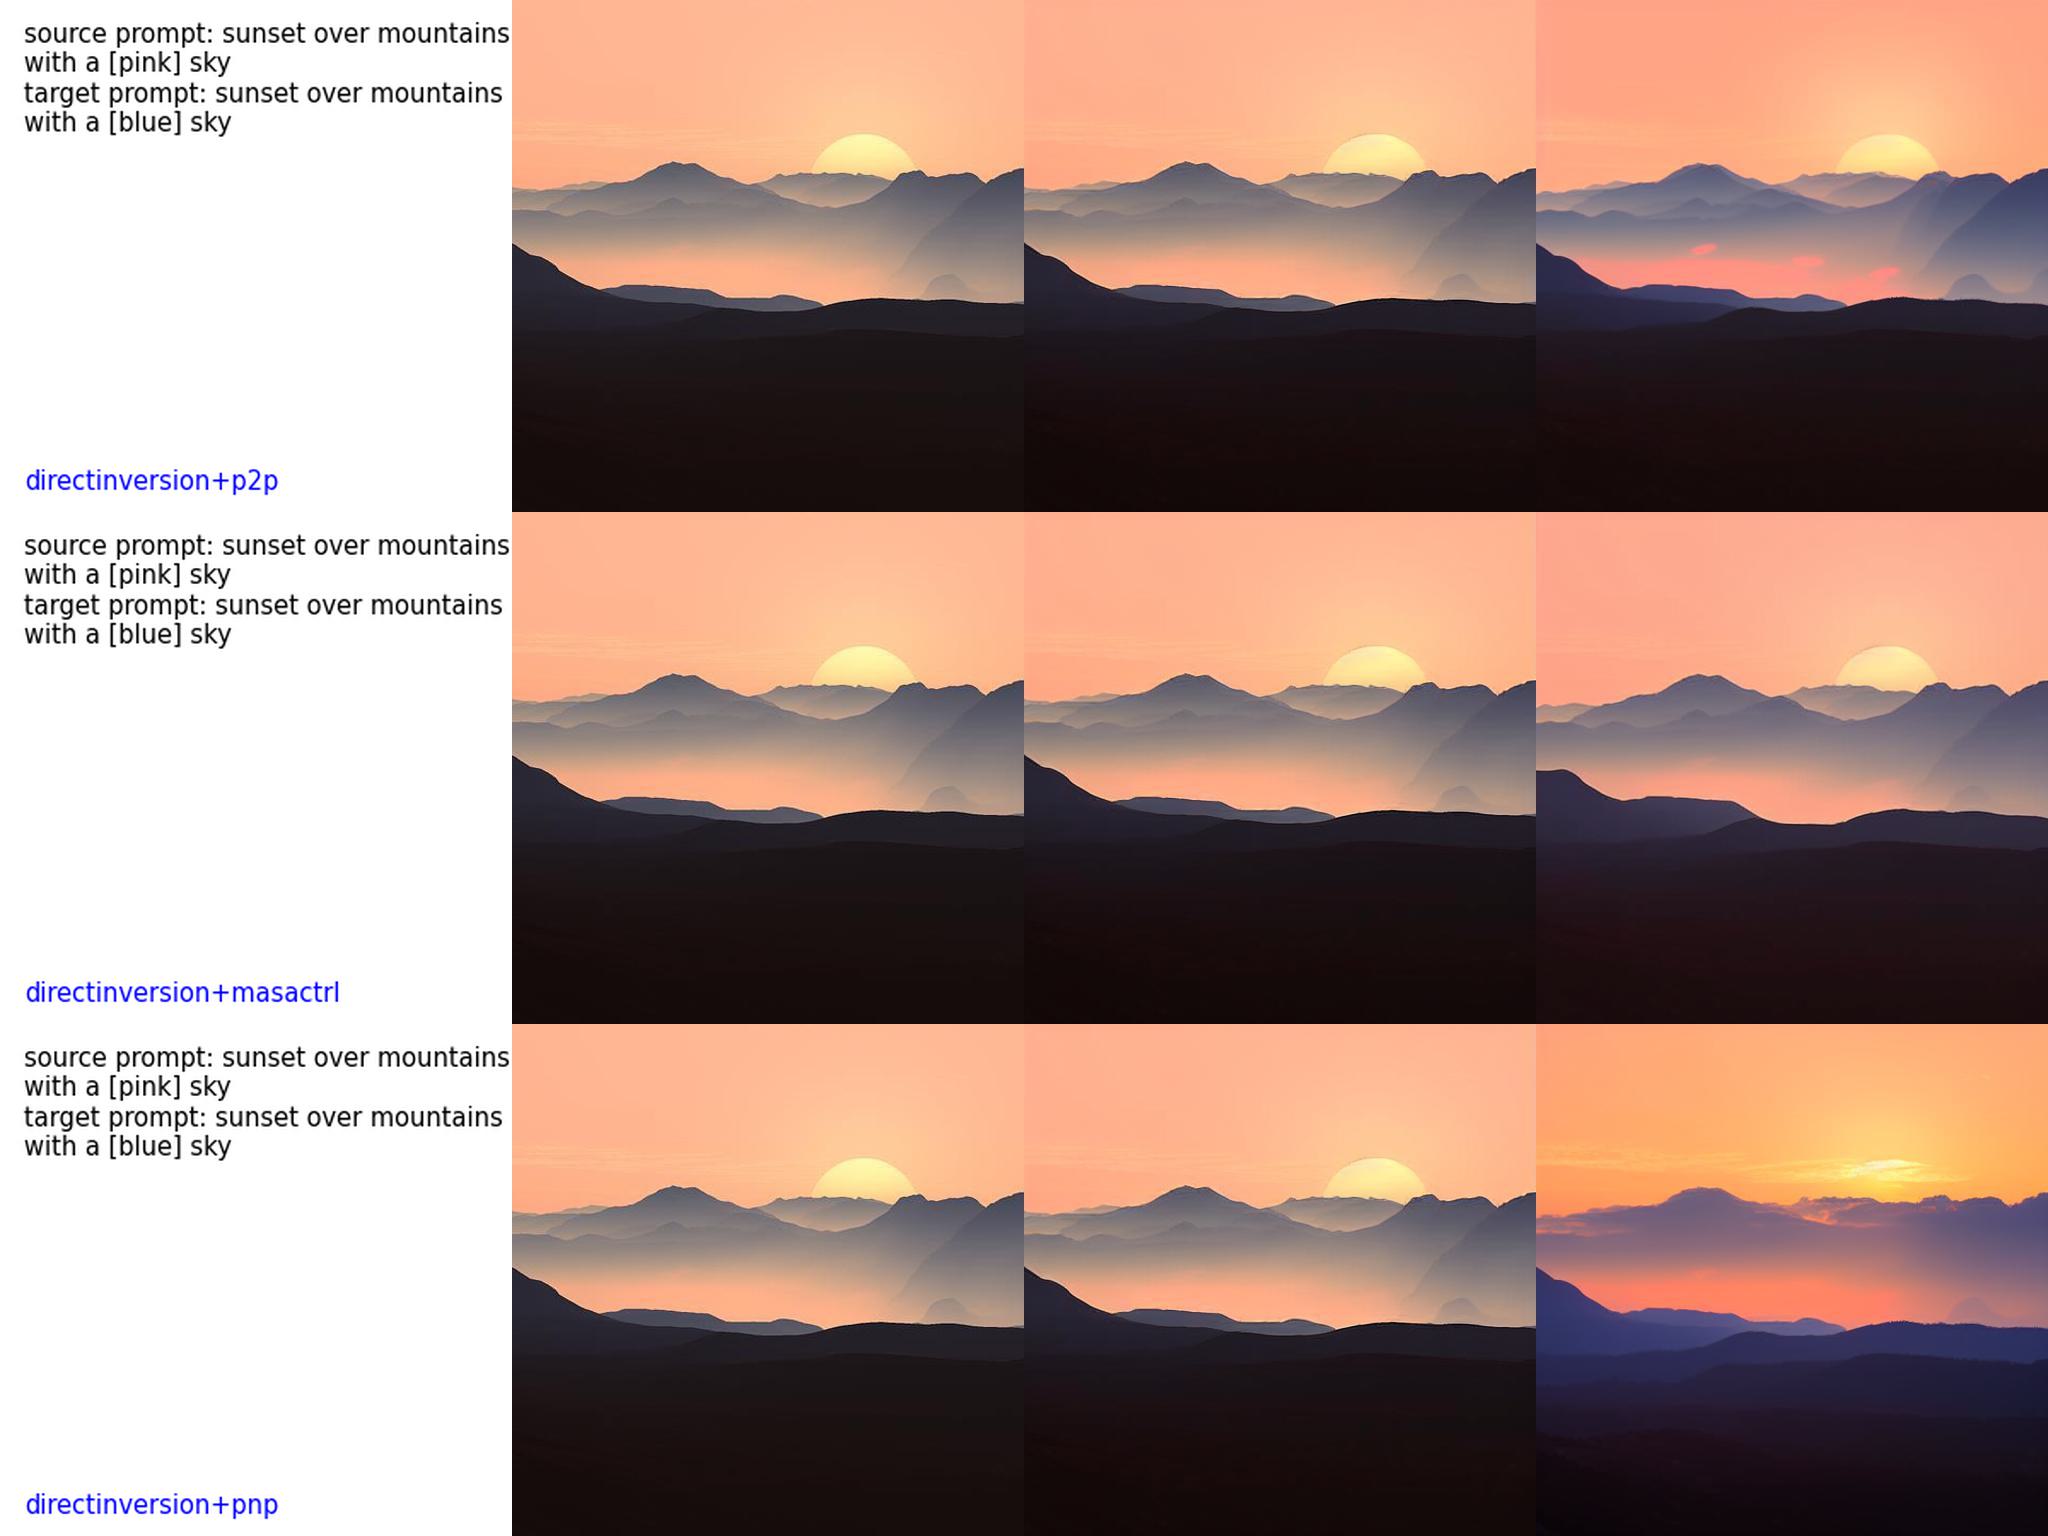 source prompt: sunset over mountains
with a [pink] sky
target prompt: sunset over mountains
with a [blue] sky
directinversion+p2p
source prompt: sunset over mountains
with a [pink] sky
target prompt: sunset over mountains
with a [blue] sky
directinversion+masactrl
source prompt: sunset over mountains
with a [pink] sky
target prompt: sunset over mountains
with a [blue] sky
directinversion+pnp